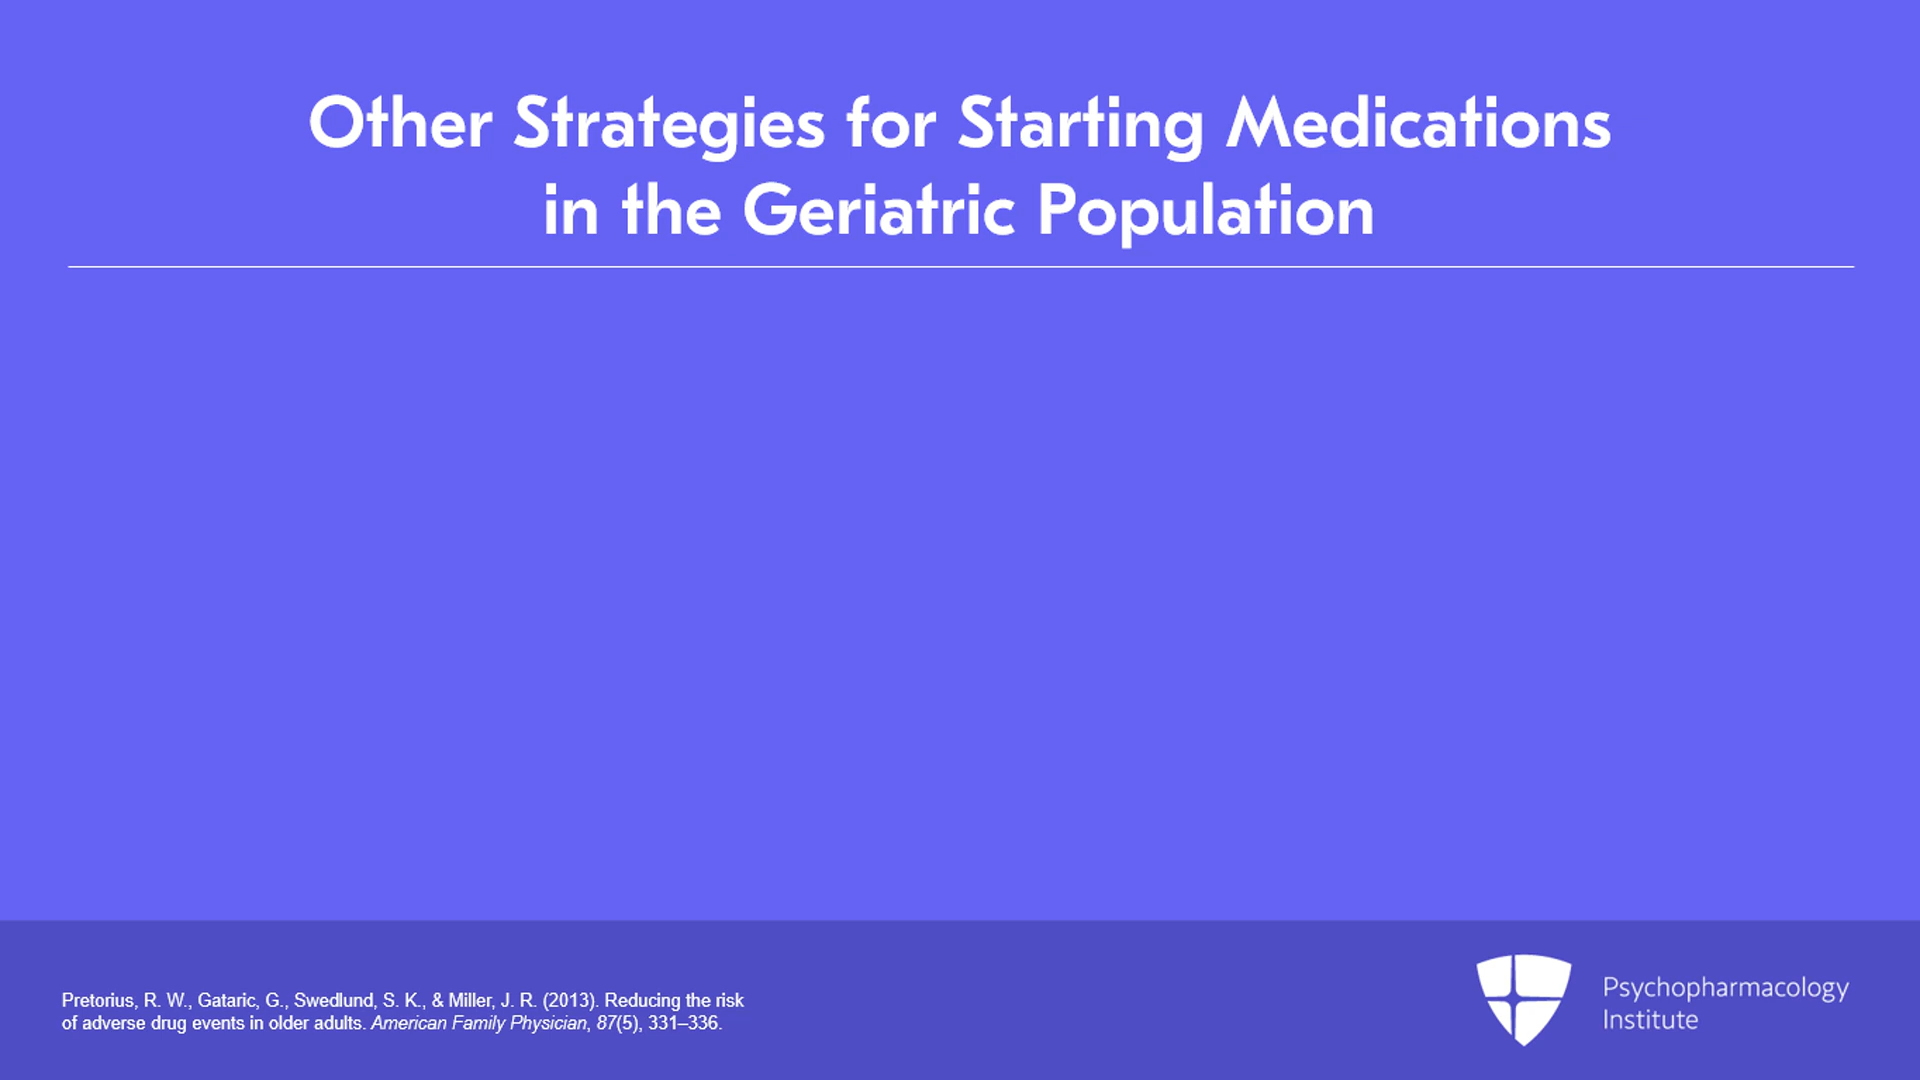 Other Strategies for Starting Medications
in the Geriatric Population
Pretorius, R. W., Gataric, G., Swedlund, S. K., & Miller, J. R. (2013). Reducing the risk
of adverse drug events in older adults. American Family Physician, 87(5), 331–336.
Psychopharmacology
Institute